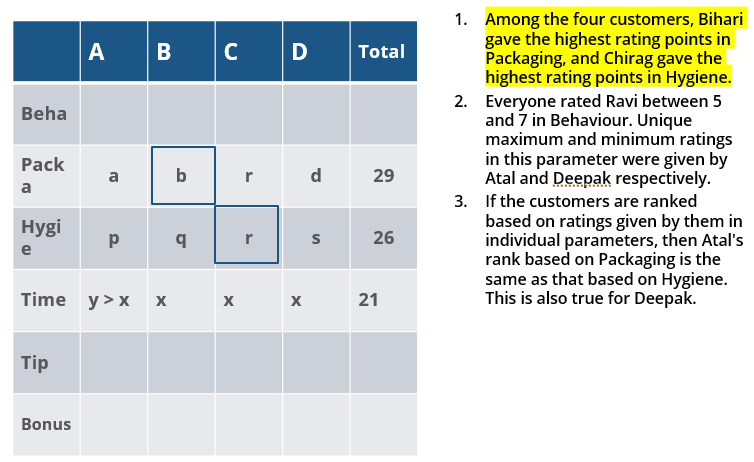 A B C D Total
Beha
Pack
a
a b r d 29
Hygi
e
p q r s 26
Time y > x x x x 21
Tip
Bonus
1. Among the four customers, Bihari
gave the highest rating points in
Packaging, and Chirag gave the
highest rating points in Hygiene.
2. Everyone rated Ravi between 5
and 7 in Behaviour. Unique
maximum and minimum ratings
in this parameter were given by
Atal and Deepak respectively.
3. If the customers are ranked
based on ratings given by them in
individual parameters, then Atal's
rank based on Packaging is the
same as that based on Hygiene.
This is also true for Deepak.